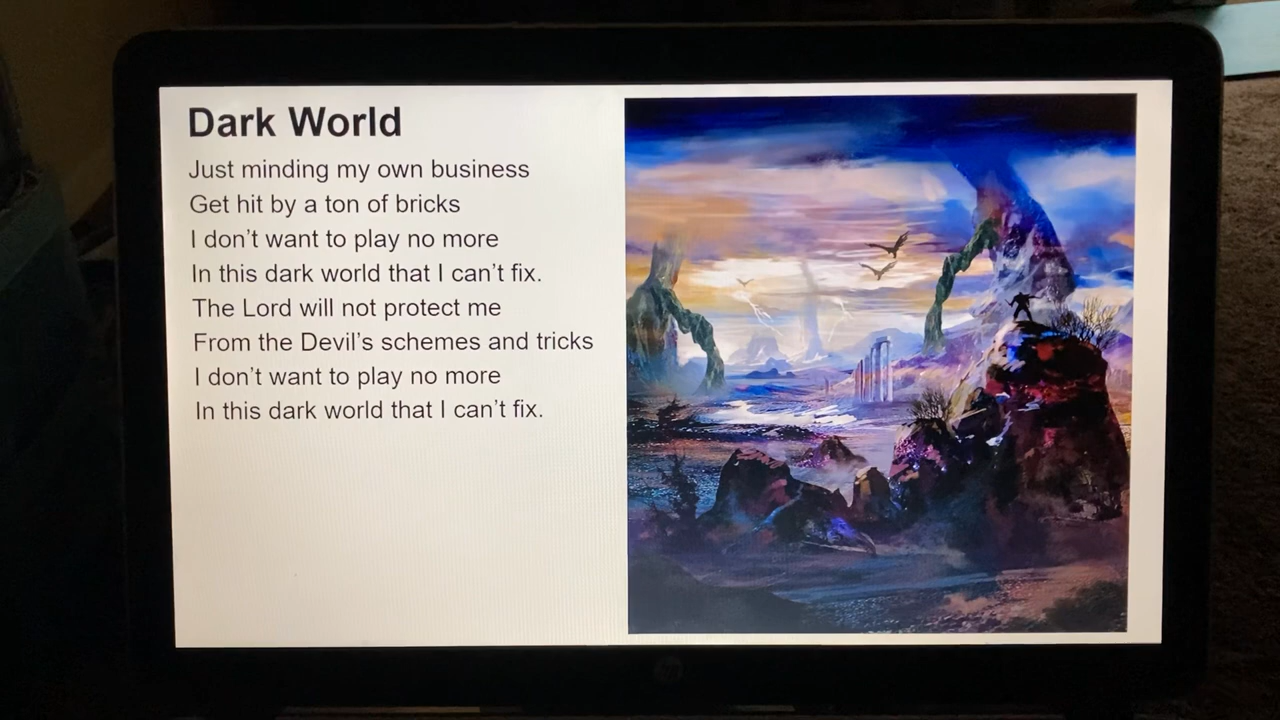 Dark World
Just minding my own business
Get hit by a ton of bricks
I don’t want to play no more
In this dark world that I can’t fix.
The Lord will not protect me
From the Devil’s schemes and tricks
I don’t want to play no more
In this dark world that I can’t fix.